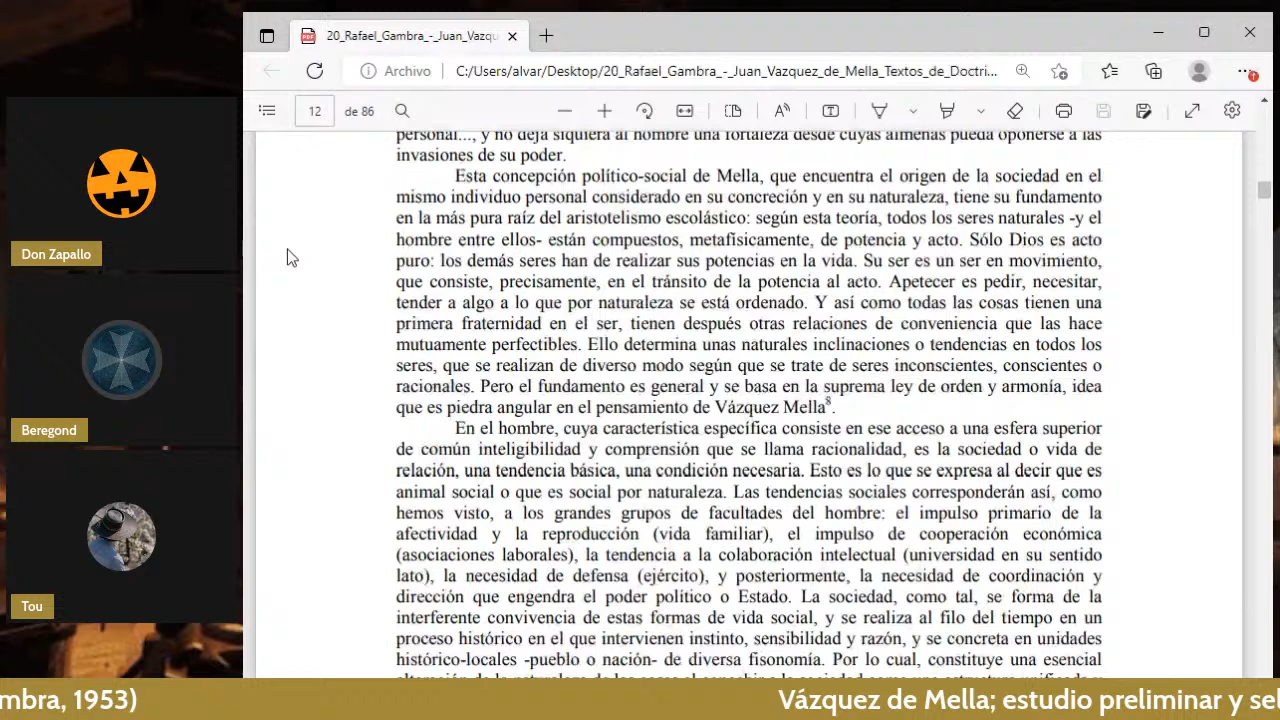 20_Rafael_Gambra_-_Juan_Vazqu
Archivo
C:/Users/alvar/Desktop/20_Rafael_Gambra_-_Juan_Vazquez_de_Mella_Textos_de_Doctri...
12 de 86
personal..., y no deja siquiera al hombre una fortaleza desde cuyas almenas pueda oponerse a las
invasiones de su poder.
Esta concepción político-social de Mella, que encuentra el origen de la sociedad en el
mismo individuo personal considerado en su concreción y en su naturaleza, tiene su fundamento
en la más pura raíz del aristotelismo escolástico: según esta teoría, todos los seres naturales -y el
hombre entre ellos- están compuestos, metafísicamente, de potencia y acto. Sólo Dios es acto
puro: los demás seres han de realizar sus potencias en la vida. Su ser es un ser en movimiento,
que consiste, precisamente, en el tránsito de la potencia al acto. Apetecer es pedir, necesitar,
tender a algo a lo que por naturaleza se está ordenado. Y así como todas las cosas tienen una
primera fraternidad en el ser, tienen después otras relaciones de conveniencia que las hace
mutuamente perfectibles. Ello determina unas naturales inclinaciones o tendencias en todos los
seres, que se realizan de diverso modo según que se trate de seres inconscientes, conscientes o
racionales. Pero el fundamento es general y se basa en la suprema ley de orden y armonía, idea
que es piedra angular en el pensamiento de Vázquez Mella8.
En el hombre, cuya característica específica consiste en ese acceso a una esfera superior
de común inteligibilidad y comprensión que se llama racionalidad, es la sociedad o vida de
relación, una tendencia básica, una condición necesaria. Esto es lo que se expresa al decir que es
animal social o que es social por naturaleza. Las tendencias sociales corresponderán así, como
hemos visto, a los grandes grupos de facultades del hombre: el impulso primario de la
afectividad y la reproducción (vida familiar), el impulso de cooperación económica
(asociaciones laborales), la tendencia a la colaboración intelectual (universidad en su sentido
lato), la necesidad de defensa (ejército), y posteriormente, la necesidad de coordinación y
dirección que engendra el poder político o Estado. La sociedad, como tal, se forma de la
interferente convivencia de estas formas de vida social, y se realiza al filo del tiempo en un
proceso histórico en el que intervienen instinto, sensibilidad y razón, y se concreta en unidades
histórico-locales -pueblo o nación- de diversa fisonomía. Por lo cual, constituye una esencial
Don Zapallo
Beregond
Tou
mbra, 1953)
Vázquez de Mella; estudio preliminar y sel